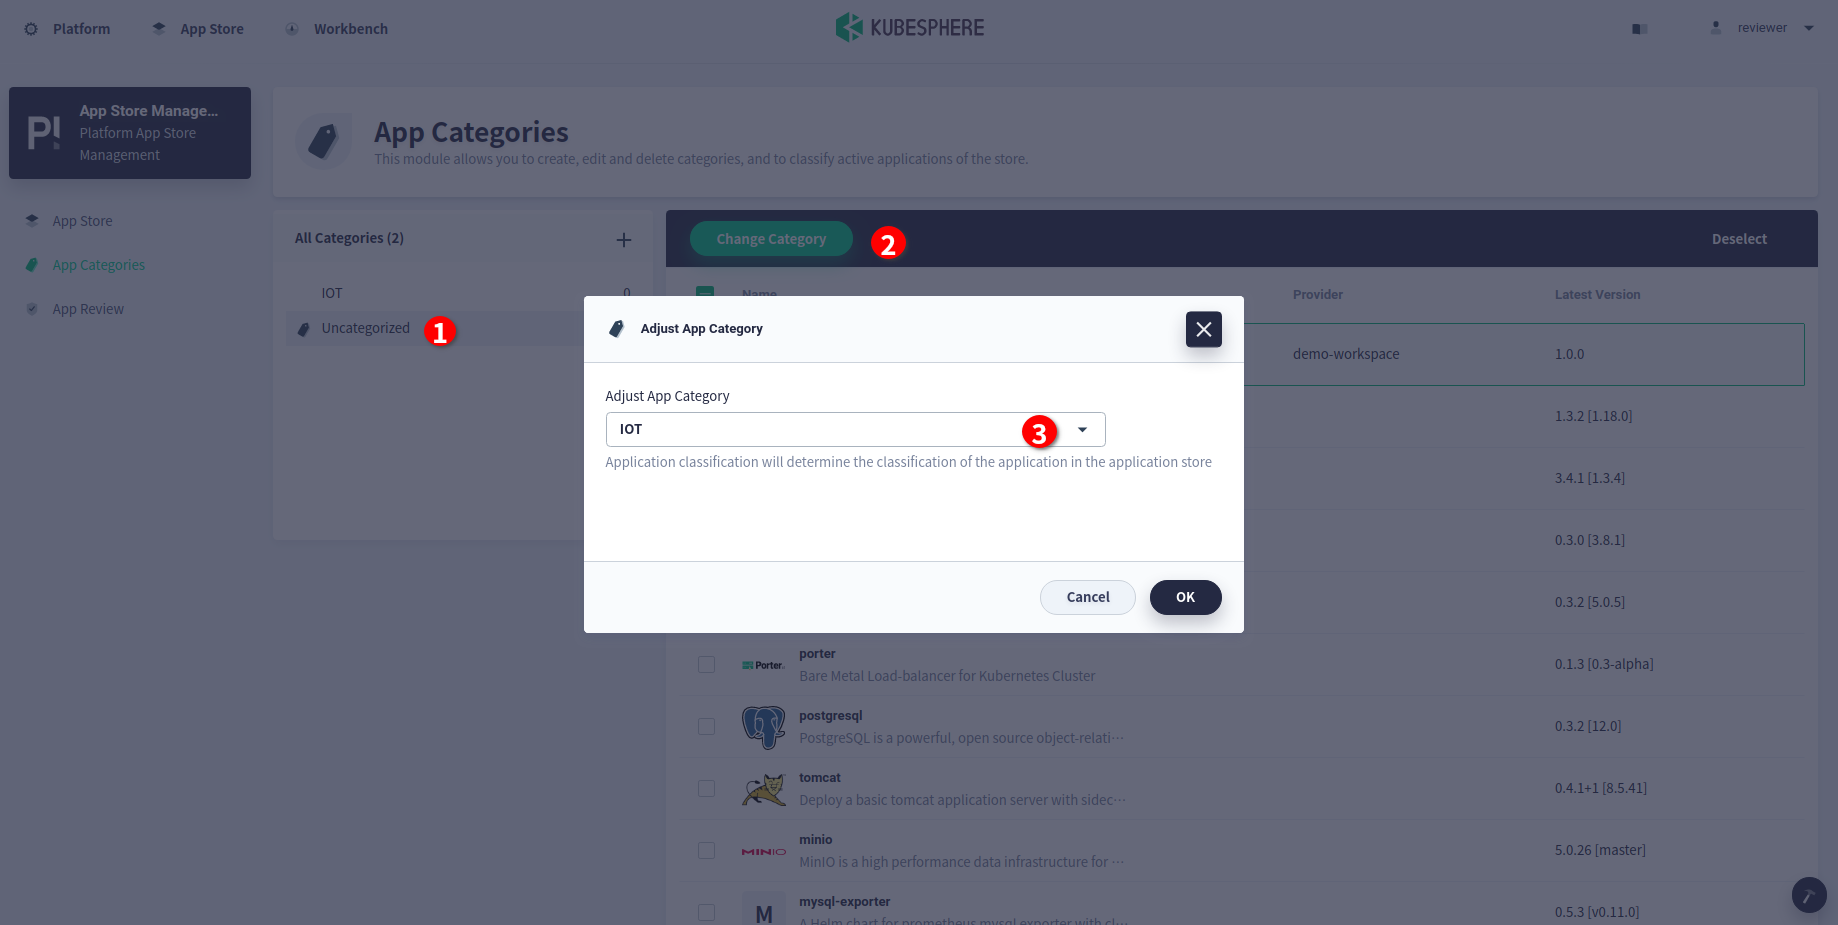 Platform
App Store
Workbench
KUBESPHERE
reviewer
P!
App Store Manage...
Platform App Store
Management
App Store
App Categories
App Review
App Categories
This module allows you to create, edit and delete categories, and to classify active applications of the store.
All Categories (2)
IOT 0
Uncategorized 1
Change Category 2
Deselect
Name
Provider
Latest Version
demo-workspace
1.0.0
1.3.2 [1.18.0]
3.4.1 [1.3.4]
0.3.0 [3.8.1]
0.3.2 [5.0.5]
Adjust App Category
Adjust App Category
IOT 3
Application classification will determine the classification of the application in the application store
Cancel
OK
Porter
porter
Bare Metal Load-balancer for Kubernetes Cluster
0.1.3 [0.3-alpha]
postgresql
PostgreSQL is a powerful, open source object-relati···
0.3.2 [12.0]
tomcat
Deploy a basic tomcat application server with sidec···
0.4.1+1 [8.5.41]
MINIO
minio
MinIO is a high performance data infrastructure for ···
5.0.26 [master]
M
mysql-exporter
A Helm chart for prometheus mysql exporter with cl···
0.5.3 [v0.11.0]